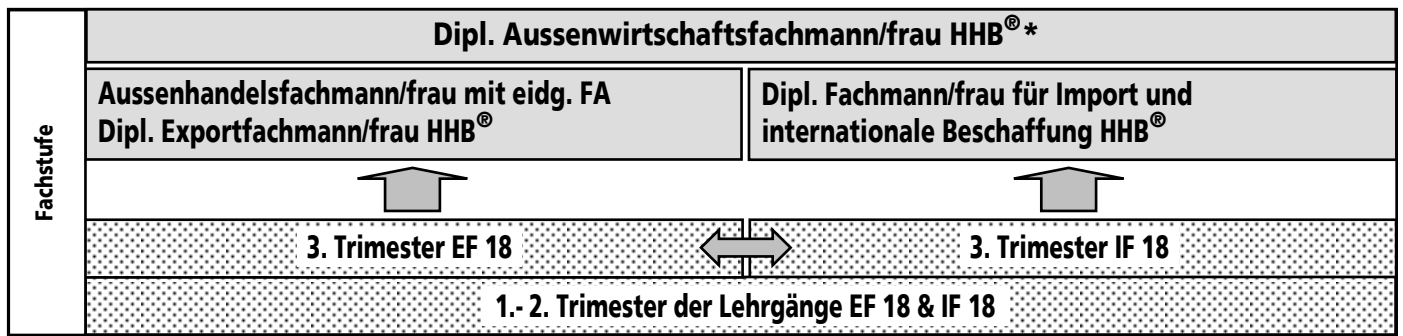 Fachstufe
Dipl. Aussenwirtschaftsfachmann/frau HHB®*
Aussenhandelsfachmann/frau mit eidg. FA
Dipl. Exportfachmann/frau HHB®
Dipl. Fachmann/frau für Import und
internationale Beschaffung HHB®
3. Trimester EF 18
3. Trimester IF 18
1.- 2. Trimester der Lehrgänge EF 18 & IF 18